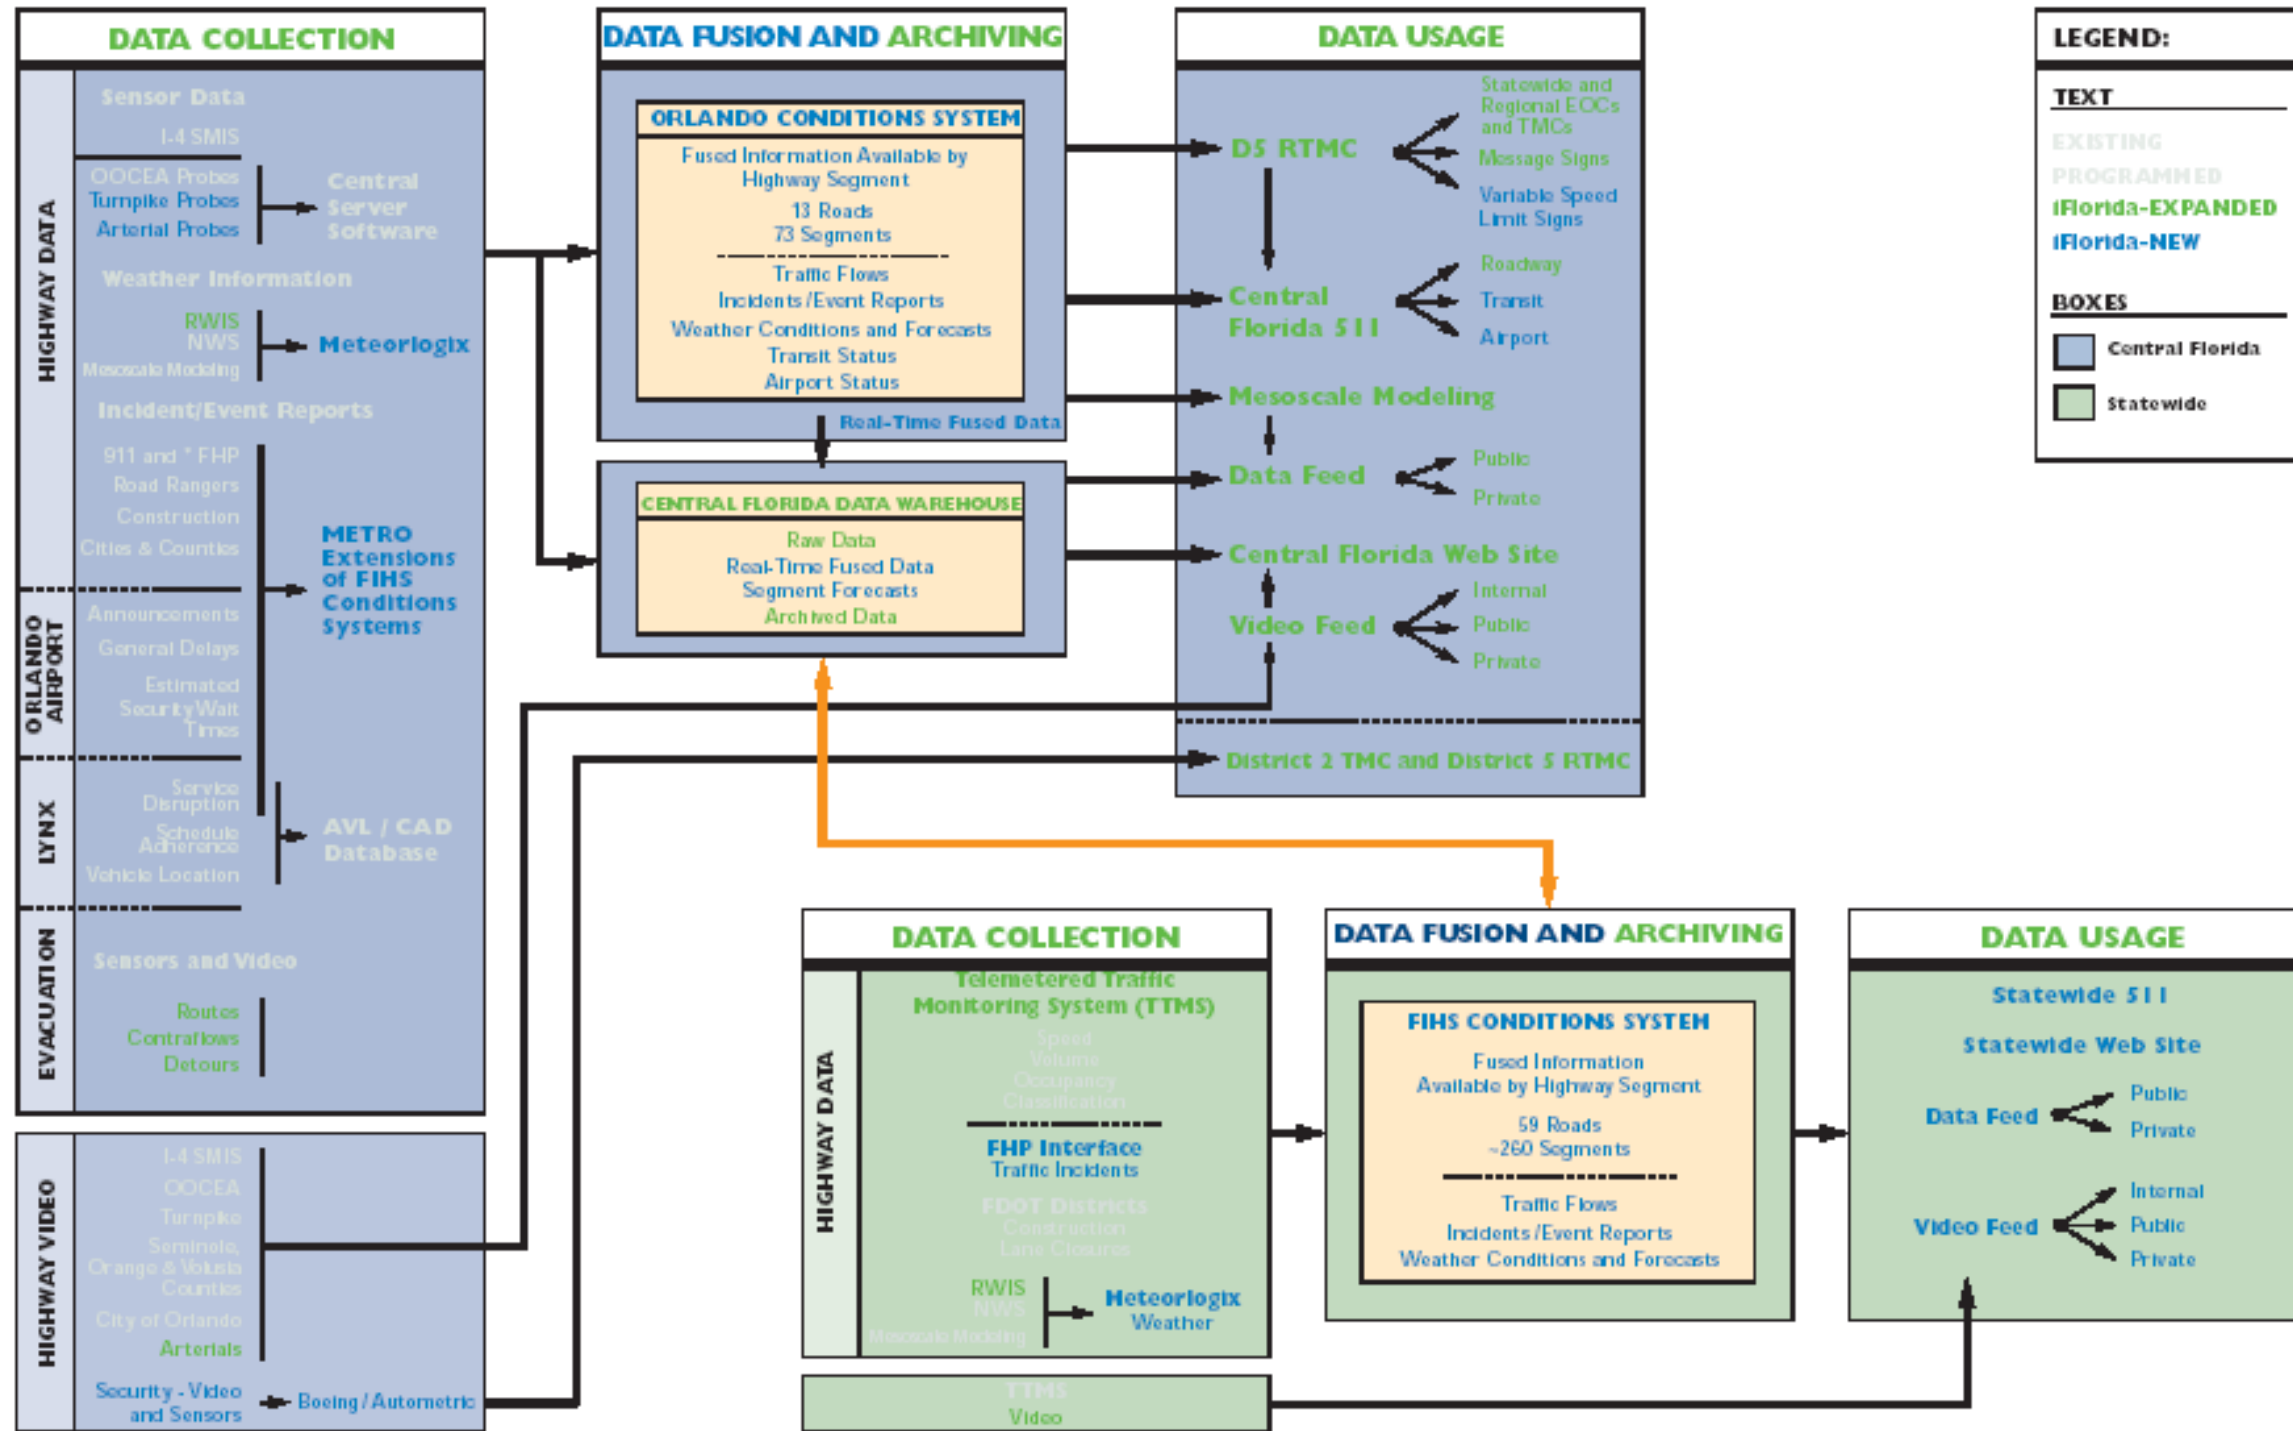 DATA COLLECTION
HIGHWAY DATA
Sensor Data
I-4 SMIS
OOCEA Probes
Turnpike Probes
Arterial Probes
Central
Server
Software
Weather Information
RWIS
NWS
Mesoscale Modeling
Meteorlogix
Incident/Event Reports
911 and * FHP
Road Rangers
Construction
Cities & Counties
METRO
Extensions
of FIHS
Conditions
Systems
ORLANDO
AIRPORT
Announcements
General Delays
Estimated
Security Wait
Times
LYNX
Service
Disruption
Schedule
Adherence
Vehicle Location
AVL / CAD
Database
EVACUATION
Sensors and Video
Routes
Contraflows
Detours
HIGHWAY VIDEO
I-4 SMIS
OOCEA
Turnpike
Seminole,
Orange & Volusia
Counties
City of Orlando
Arterials
Security - Video
and Sensors
Boeing / Autometric
DATA FUSION AND ARCHIVING
ORLANDO CONDITIONS SYSTEM
Fused Information Available by
Highway Segment
13 Roads
73 Segments
Traffic Flows
Incidents/Event Reports
Weather Conditions and Forecasts
Transit Status
Airport Status
Real-Time Fused Data
CENTRAL FLORIDA DATA WAREHOUSE
Raw Data
Real-Time Fused Data
Segment Forecasts
Archived Data
DATA USAGE
D5 RTMC
Statewide and
Regional EOCs
and TMCs
Message Signs
Variable Speed
Limit Signs
Central
Florida 511
Roadway
Transit
Airport
Mesoscale Modeling
Data Feed
Public
Private
Central Florida Web Site
Video Feed
Internal
Public
Private
District 2 TMC and District 5 RTMC
LEGEND:
TEXT
EXISTING
PROGRAMMED
iFlorida-EXPANDED
iFlorida-NEW
BOXES
Central Florida
Statewide
DATA COLLECTION
HIGHWAY DATA
Telemetered Traffic
Monitoring System (TTMS)
Speed
Volume
Occupancy
Classification
FHP Interface
Traffic Incidents
FDOT Districts
Construction
Lane Closures
RWIS
NWS
Mesoscale Modeling
Meteorlogix
Weather
TTMS
Video
DATA FUSION AND ARCHIVING
FIHS CONDITIONS SYSTEM
Fused Information
Available by Highway Segment
59 Roads
~260 Segments
Traffic Flows
Incidents/Event Reports
Weather Conditions and Forecasts
DATA USAGE
Statewide 511
Statewide Web Site
Data Feed
Public
Private
Video Feed
Internal
Public
Private